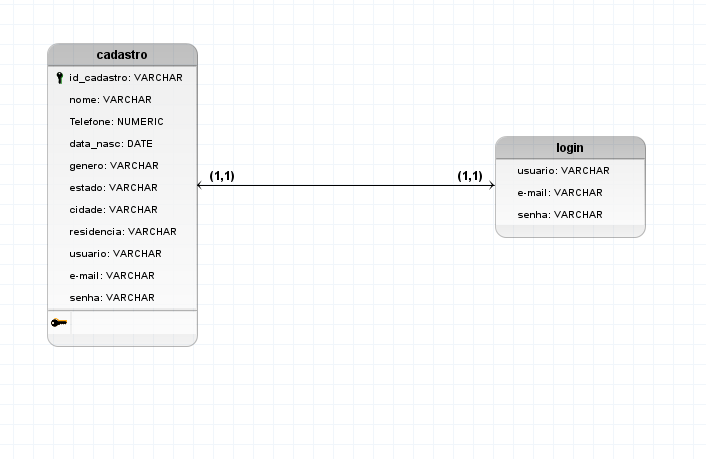 cadastro
id_cadastro: VARCHAR
nome: VARCHAR
Telefone: NUMERIC
data_nasc: DATE
genero: VARCHAR
estado: VARCHAR
cidade: VARCHAR
residencia: VARCHAR
usuario: VARCHAR
e-mail: VARCHAR
senha: VARCHAR
(1,1)
(1,1)
login
usuario: VARCHAR
e-mail: VARCHAR
senha: VARCHAR